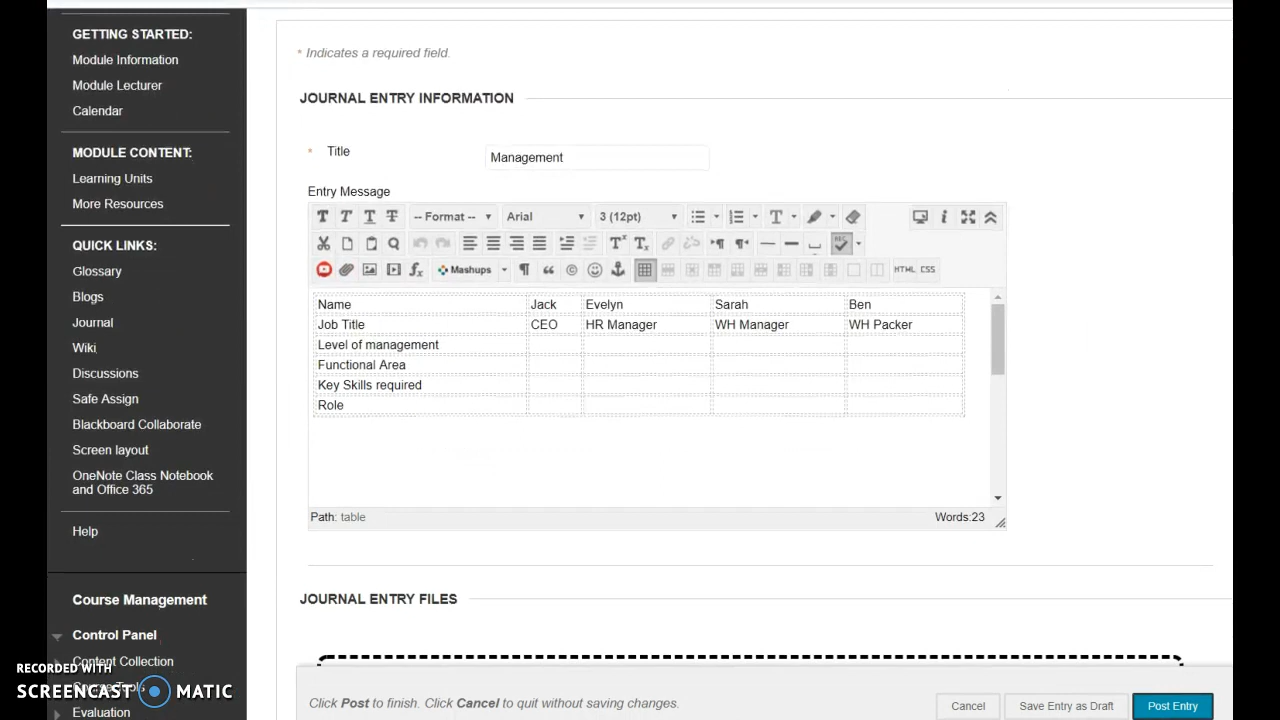 GETTING STARTED:
Module Information
Module Lecturer
Calendar
MODULE CONTENT:
Learning Units
More Resources
QUICK LINKS:
Glossary
Blogs
Journal
Wiki
Discussions
Safe Assign
Blackboard Collaborate
Screen layout
OneNote Class Notebook
and Office 365
Help
Course Management
Control Panel
Content Collection
Course Tools
Evaluation
RECORDED WITH
SCREENCAST MATIC
* Indicates a required field.
JOURNAL ENTRY INFORMATION
* Title Management
Entry Message
T T T T -- Format -- Arial 3 (12pt) T
Mashups HTML CSS
Name Jack Evelyn Sarah Ben
Job Title CEO HR Manager WH Manager WH Packer
Level of management
Functional Area
Key Skills required
Role
Path: table Words:23
JOURNAL ENTRY FILES
Click Post to finish. Click Cancel to quit without saving changes.
Cancel Save Entry as Draft Post Entry